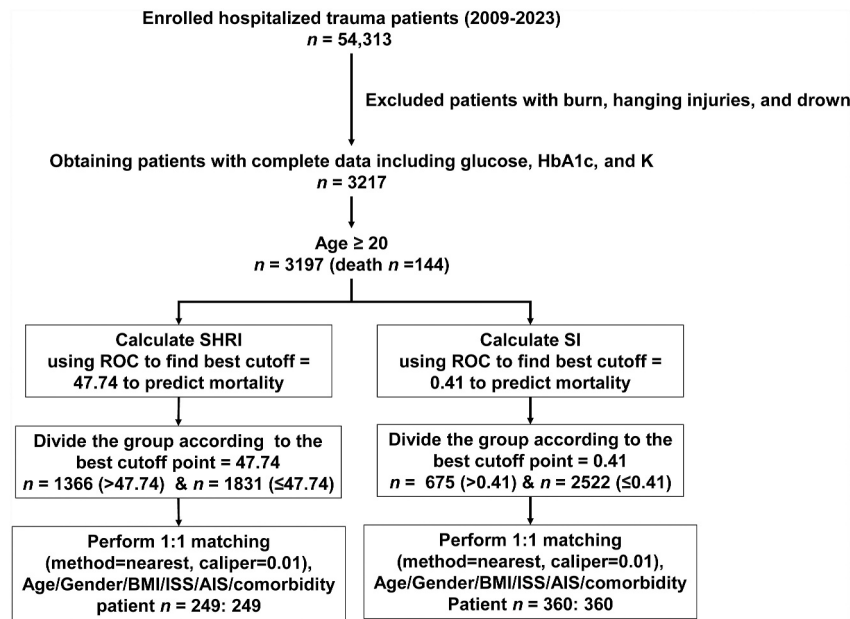 Enrolled hospitalized trauma patients (2009-2023)
n = 54,313
Excluded patients with burn, hanging injuries, and drown
Obtaining patients with complete data including glucose, HbA1c, and K
n = 3217
Age ≥ 20
n = 3197 (death n =144)
Calculate SHRI
using ROC to find best cutoff =
47.74 to predict mortality
Calculate SI
using ROC to find best cutoff =
0.41 to predict mortality
Divide the group according to the
best cutoff point = 47.74
n = 1366 (>47.74) & n = 1831 (≤47.74)
Divide the group according to the
best cutoff point = 0.41
n = 675 (>0.41) & n = 2522 (≤0.41)
Perform 1:1 matching
(method=nearest, caliper=0.01),
Age/Gender/BMI/ISS/AIS/comorbidity
patient n = 249: 249
Perform 1:1 matching
(method=nearest, caliper=0.01),
Age/Gender/BMI/ISS/AIS/comorbidity
Patient n = 360: 360